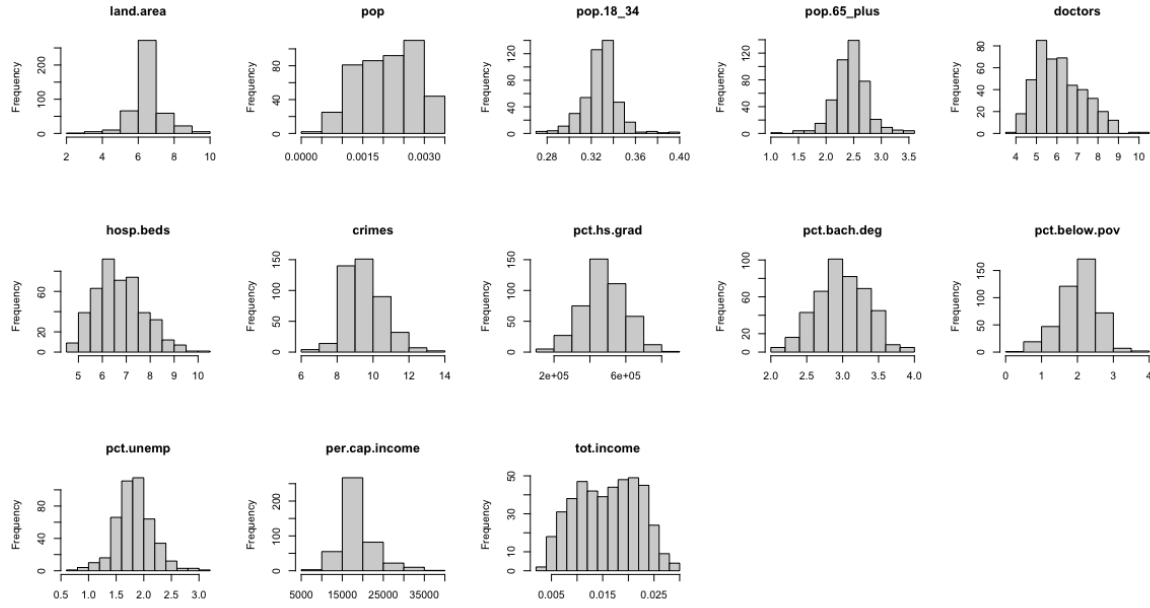 land.area
Frequency
0 100 200
2 4 6 8 10
pop
Frequency
0 40 80
0.0000 0.0015 0.0030
pop.18_34
Frequency
0 40 80 120
0.28 0.32 0.36 0.40
pop.65_plus
Frequency
0 40 80 120
1.0 1.5 2.0 2.5 3.0 3.5
doctors
Frequency
0 20 40 60 80
4 5 6 7 8 9 10
hosp.beds
Frequency
0 20 60
5 6 7 8 9 10
crimes
Frequency
0 50 100 150
6 8 10 12 14
pct.hs.grad
Frequency
0 50 100 150
2e+05 6e+05
pct.bach.deg
Frequency
0 20 40 60 80 100
2.0 2.5 3.0 3.5 4.0
pct.below.pov
Frequency
0 50 100 150
0 1 2 3 4
pct.unemp
Frequency
0 40 80
0.5 1.0 1.5 2.0 2.5 3.0
per.cap.income
Frequency
0 50 100 200
5000 15000 25000 35000
tot.income
Frequency
0 10 20 30 40 50
0.005 0.015 0.025